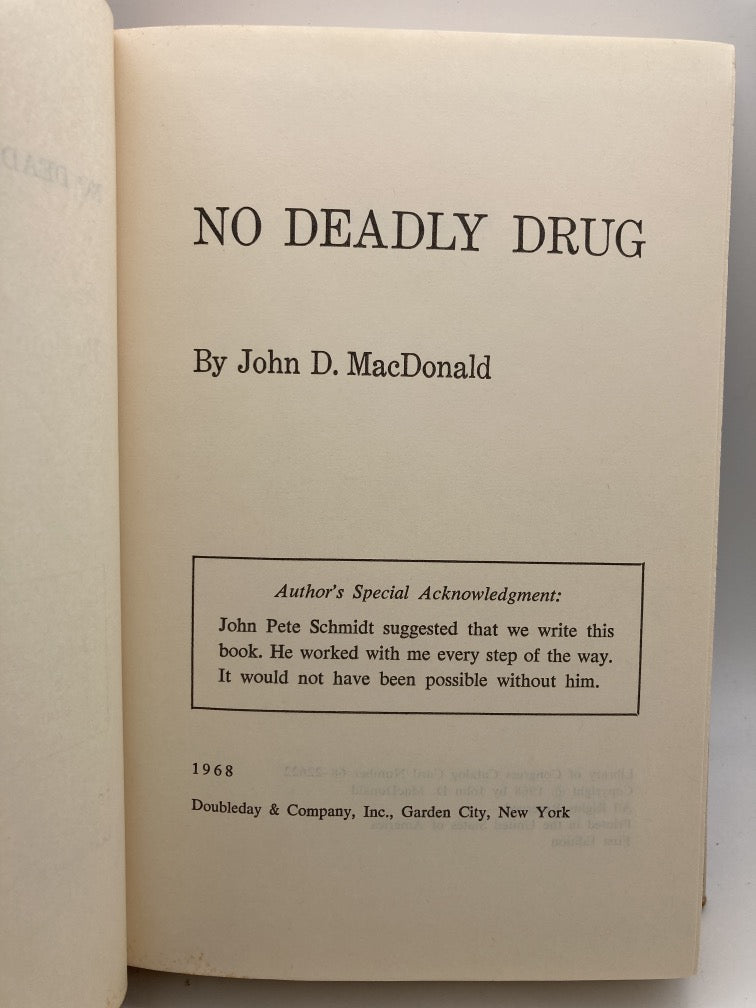 NO DEADLY DRUG
By John D. MacDonald
Author's Special Acknowledgment:
John Pete Schmidt suggested that we write this
book. He worked with me every step of the way.
It would not have been possible without him.
1968
Doubleday & Company, Inc., Garden City, New York